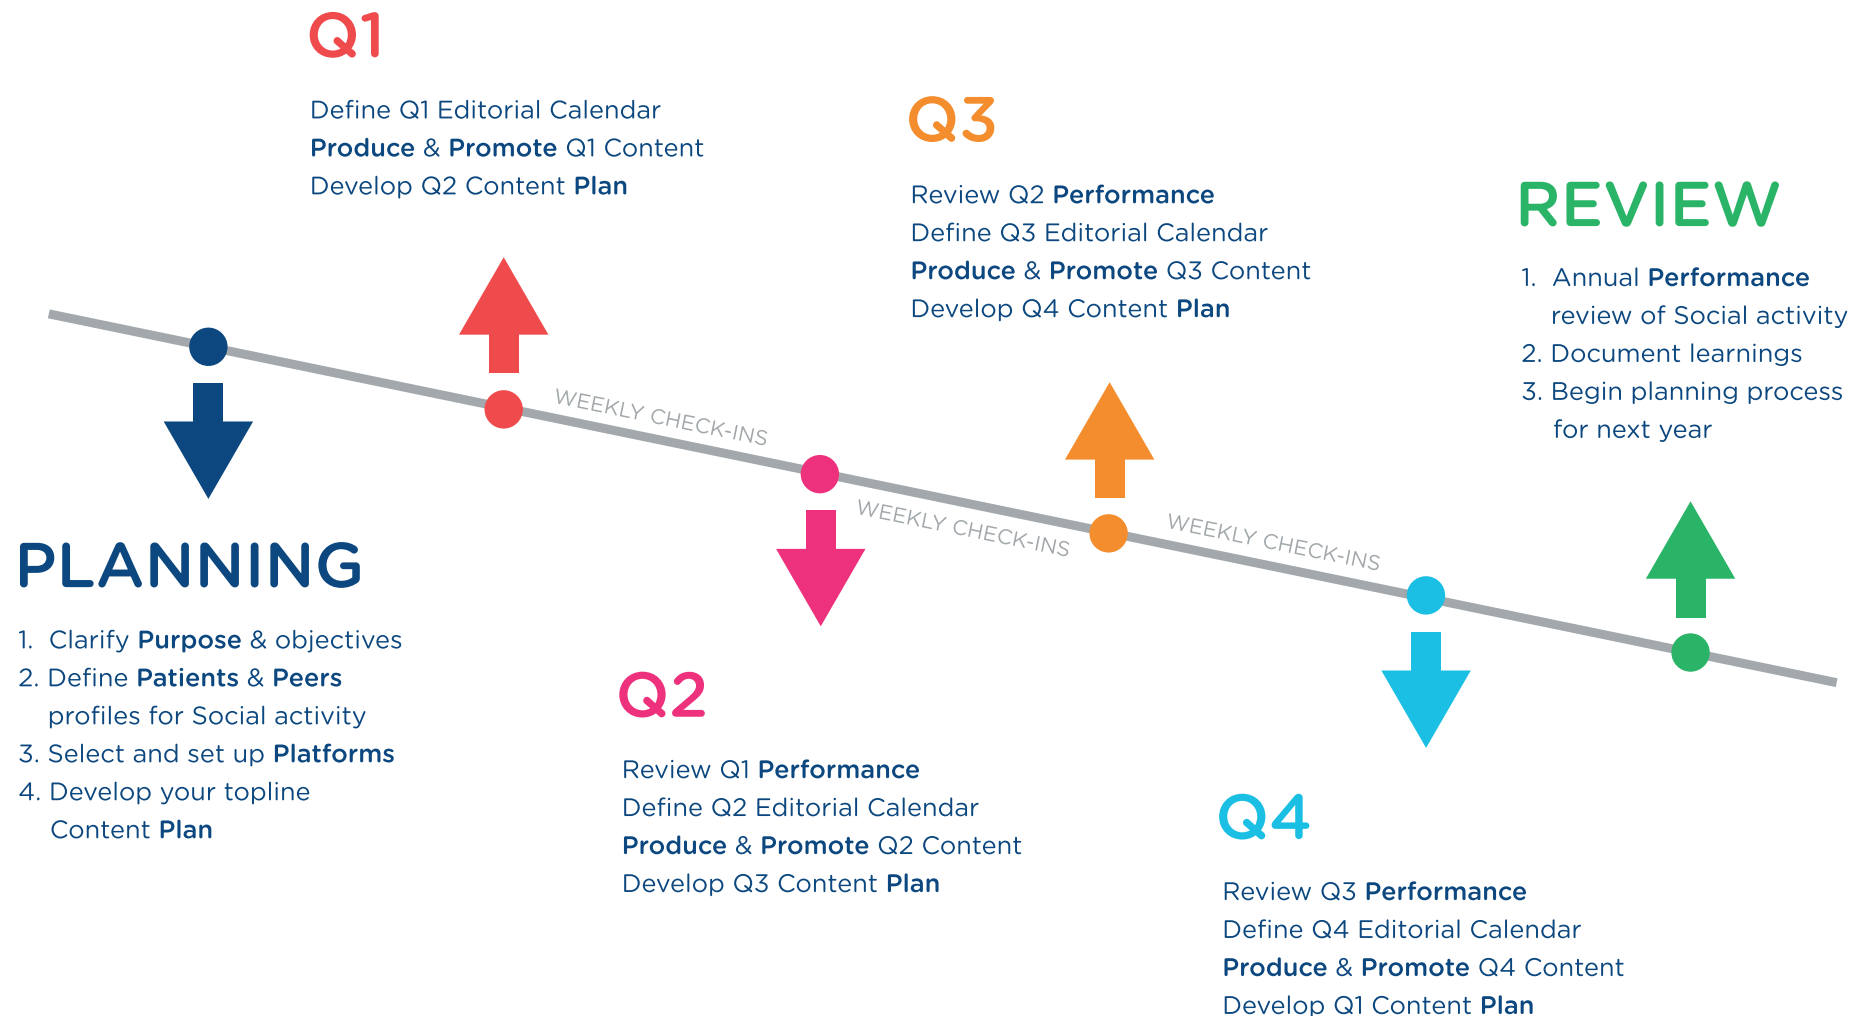 Q1
Define Q1 Editorial Calendar
Produce & Promote Q1 Content
Develop Q2 Content Plan
Q3
Review Q2 Performance
Define Q3 Editorial Calendar
Produce & Promote Q3 Content
Develop Q4 Content Plan
REVIEW
1. Annual Performance
review of Social activity
2. Document learnings
3. Begin planning process
for next year
WEEKLY CHECK-INS
WEEKLY CHECK-INS
WEEKLY CHECK-INS
PLANNING
1. Clarify Purpose & objectives
2. Define Patients & Peers
profiles for Social activity
3. Select and set up Platforms
4. Develop your topline
Content Plan
Q2
Review Q1 Performance
Define Q2 Editorial Calendar
Produce & Promote Q2 Content
Develop Q3 Content Plan
Q4
Review Q3 Performance
Define Q4 Editorial Calendar
Produce & Promote Q4 Content
Develop Q1 Content Plan